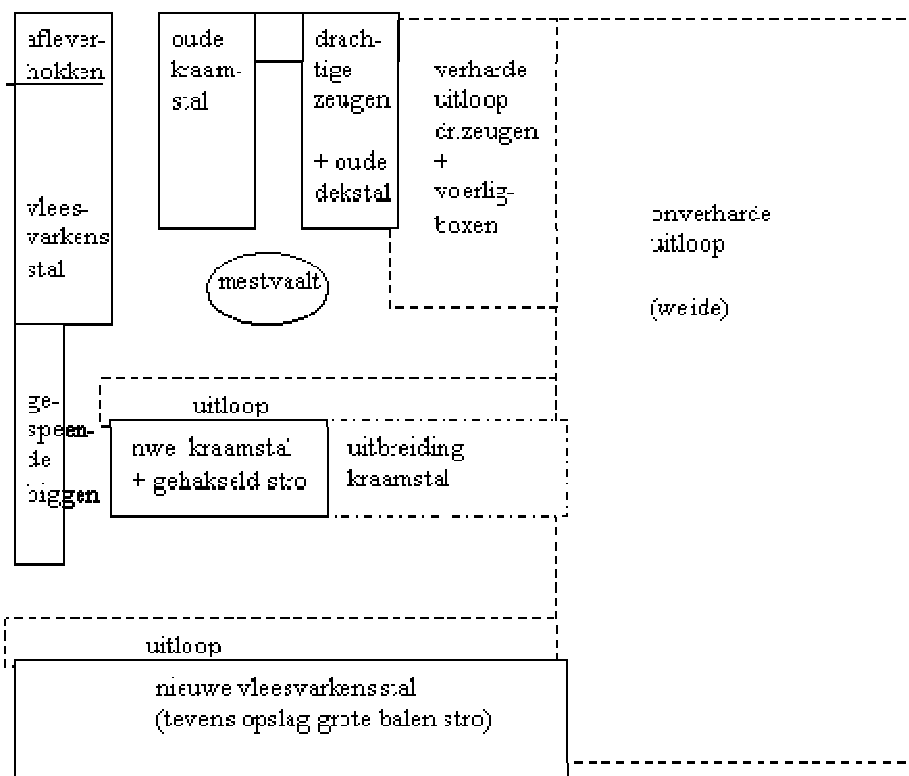 aflever-
hokken
vlees-
varkens
stal
ge-
speen-
de
biggen
oude
kraam-
stal
drach-
tige
zeugen
+ oude
dekstal
verharde
uitloop
dr.zeugen
+
voerlig-
boxen
onverharde
uitloop
(weide)
mestvaalt
uitloop
nwe kraamstal
+ gehakseld stro
uitbreiding
kraamstal
uitloop
nieuwe vleesvarkensstal
(tevens opslag grote balen stro)